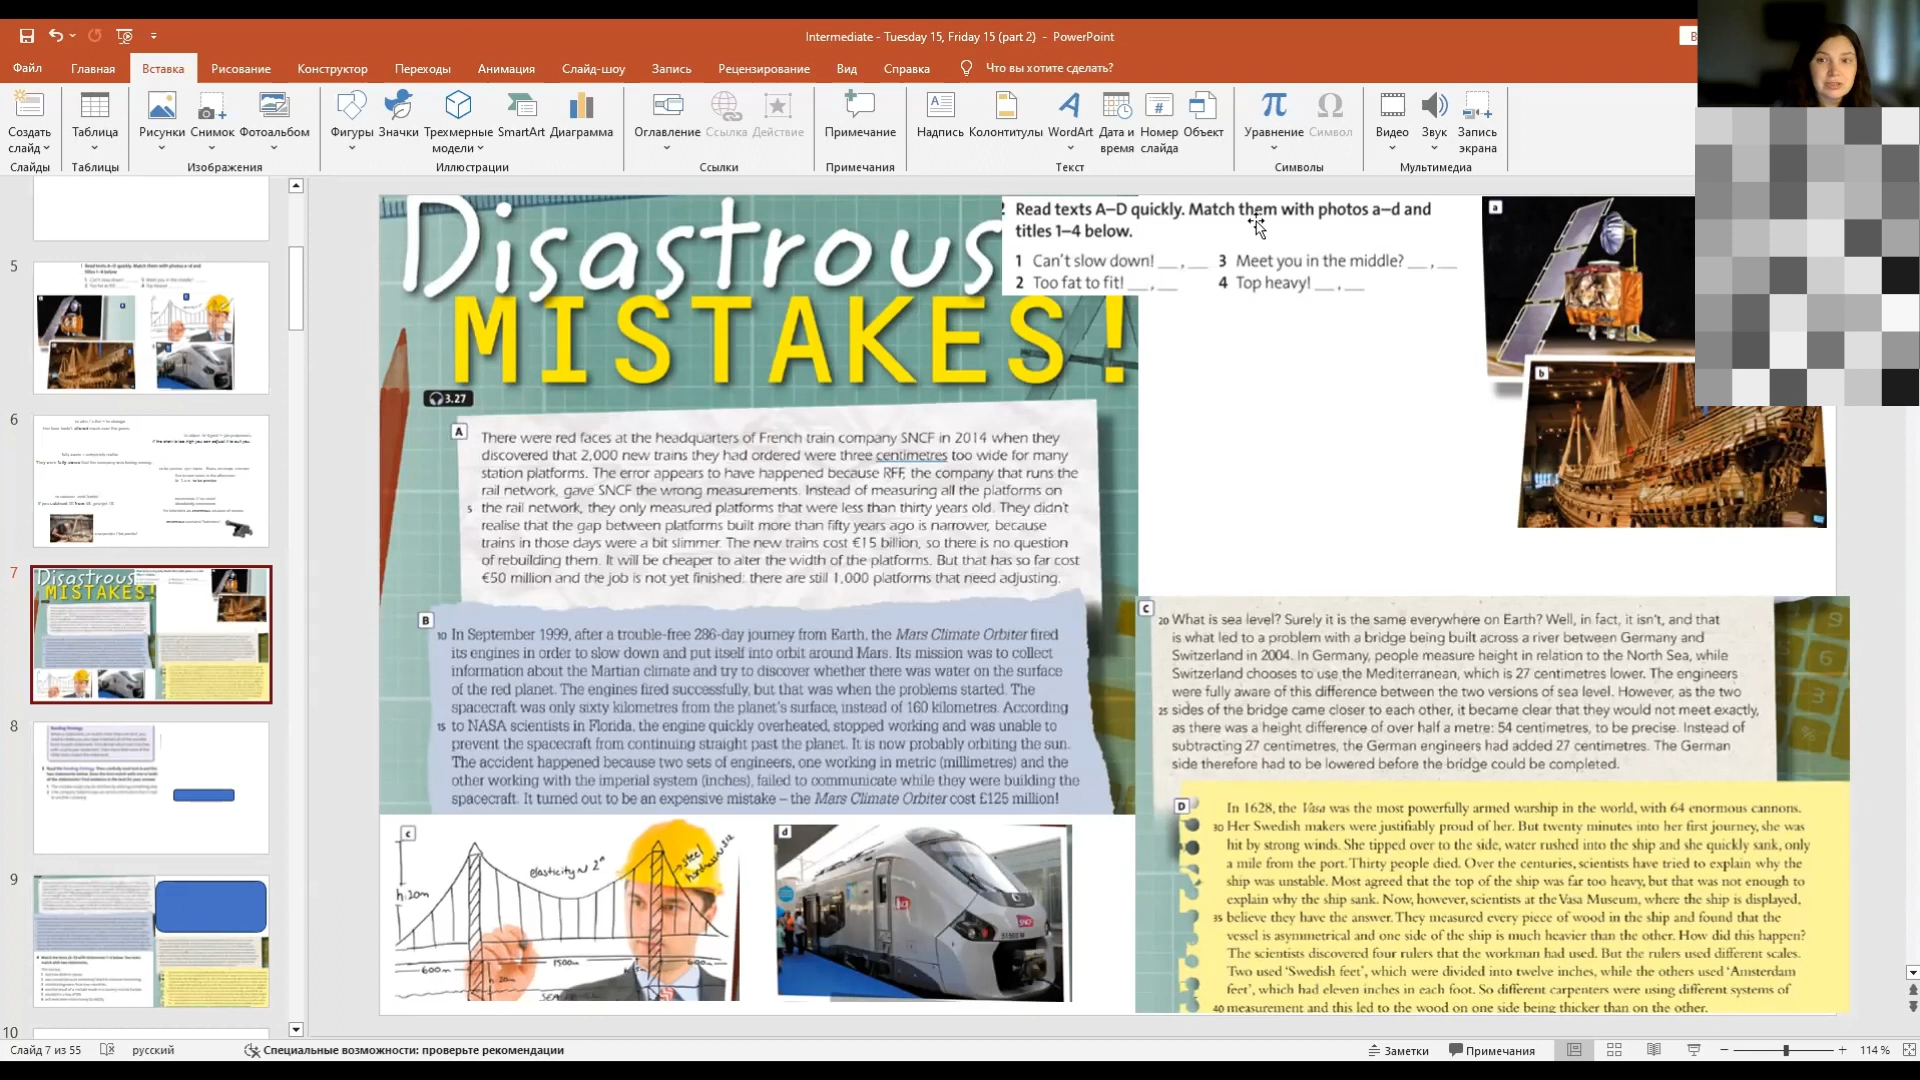 Intermediate - Tuesday 15, Friday 15 (part 2) - PowerPoint
Файл
Главная
Вставка
Рисование
Конструктор
Переходы
Анимация
Слайд-шоу
Запись
Рецензирование
Вид
Справка
Что вы хотите сделать?
Создать слайд
Таблица
Рисунки
Снимок
Фотоальбом
Фигуры
Значки
Трехмерные модели
SmartArt
Диаграмма
Оглавление
Ссылка
Действие
Примечание
Надпись
Колонтитулы
WordArt
Дата и время
Номер слайда
Объект
Уравнение
Символ
Видео
Звук
Запись экрана
Слайды
Таблицы
Изображения
Иллюстрации
Ссылки
Примечания
Текст
Символы
Мультимедиа
5
6
7
8
9
10
Disastrous
MISTAKES!
3.27
Read texts A–D quickly. Match them with photos a–d and
titles 1–4 below.
1 Can't slow down! __ , __ 3 Meet you in the middle? __ , __
2 Too fat to fit! __ , __ 4 Top heavy! __ , __
a
b
A
There were red faces at the headquarters of French train company SNCF in 2014 when they
discovered that 2,000 new trains they had ordered were three centimetres too wide for many
station platforms. The error appears to have happened because RFF, the company that runs the
rail network, gave SNCF the wrong measurements. Instead of measuring all the platforms on
5 the rail network, they only measured platforms that were less than thirty years old. They didn't
realise that the gap between platforms built more than fifty years ago is narrower, because
trains in those days were a bit slimmer. The new trains cost €15 billion, so there is no question
of rebuilding them. It will be cheaper to alter the width of the platforms. But that has so far cost
€50 million and the job is not yet finished: there are still 1,000 platforms that need adjusting.
B
10 In September 1999, after a trouble-free 286-day journey from Earth, the Mars Climate Orbiter fired
its engines in order to slow down and put itself into orbit around Mars. Its mission was to collect
information about the Martian climate and try to discover whether there was water on the surface
of the red planet. The engines fired successfully, but that was when the problems started. The
spacecraft was only sixty kilometres from the planet's surface, instead of 160 kilometres. According
15 to NASA scientists in Florida, the engine quickly overheated, stopped working and was unable to
prevent the spacecraft from continuing straight past the planet. It is now probably orbiting the sun.
The accident happened because two sets of engineers, one working in metric (millimetres) and the
other working with the imperial system (inches), failed to communicate while they were building the
spacecraft. It turned out to be an expensive mistake – the Mars Climate Orbiter cost £125 million!
C
20 What is sea level? Surely it is the same everywhere on Earth? Well, in fact, it isn't, and that
is what led to a problem with a bridge being built across a river between Germany and
Switzerland in 2004. In Germany, people measure height in relation to the North Sea, while
Switzerland chooses to use the Mediterranean, which is 27 centimetres lower. The engineers
were fully aware of this difference between the two versions of sea level. However, as the two
25 sides of the bridge came closer to each other, it became clear that they would not meet exactly,
as there was a height difference of over half a metre: 54 centimetres, to be precise. Instead of
subtracting 27 centimetres, the German engineers had added 27 centimetres. The German
side therefore had to be lowered before the bridge could be completed.
D
In 1628, the Vasa was the most powerfully armed warship in the world, with 64 enormous cannons.
30 Her Swedish makers were justifiably proud of her. But twenty minutes into her first journey, she was
hit by strong winds. She tipped over to the side, water rushed into the ship and she quickly sank, only
a mile from the port. Thirty people died. Over the centuries, scientists have tried to explain why the
ship was unstable. Most agreed that the top of the ship was far too heavy, but that was not enough to
explain why the ship sank. Now, however, scientists at the Vasa Museum, where the ship is displayed,
35 believe they have the answer. They measured every piece of wood in the ship and found that the
vessel is asymmetrical and one side of the ship is much heavier than the other. How did this happen?
The scientists discovered four rulers that the workman had used. But the rulers used different scales.
Two used 'Swedish feet', which were divided into twelve inches, while the others used 'Amsterdam
feet', which had eleven inches in each foot. So different carpenters were using different systems of
40 measurement and this led to the wood on one side being thicker than on the other.
c
h: 20m
elasticity
steel
600m
1500m
d
SNCF
Слайд 7 из 55
русский
Специальные возможности: проверьте рекомендации
Заметки
Примечания
114 %